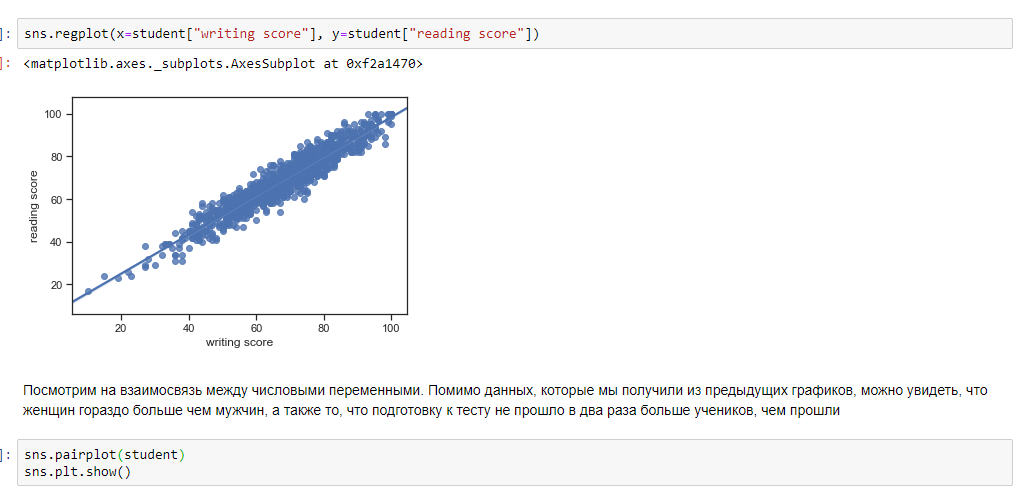 ]: sns.regplot(x=student["writing score"], y=student["reading score"])
]: <matplotlib.axes._subplots.AxesSubplot at 0xf2a1470>
100
80
60
40
20
reading score
20 40 60 80 100
writing score
Посмотрим на взаимосвязь между числовыми переменными. Помимо данных, которые мы получили из предыдущих графиков, можно увидеть, что
женщин гораздо больше чем мужчин, а также то, что подготовку к тесту не прошло в два раза больше учеников, чем прошли
]: sns.pairplot(student)
sns.plt.show()